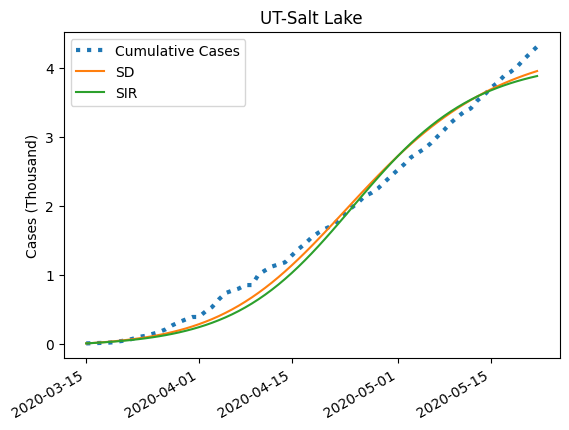 UT-Salt Lake
Cumulative Cases
SD
SIR
Cases (Thousand)
4
3
2
1
0
2020-03-15
2020-04-01
2020-04-15
2020-05-01
2020-05-15